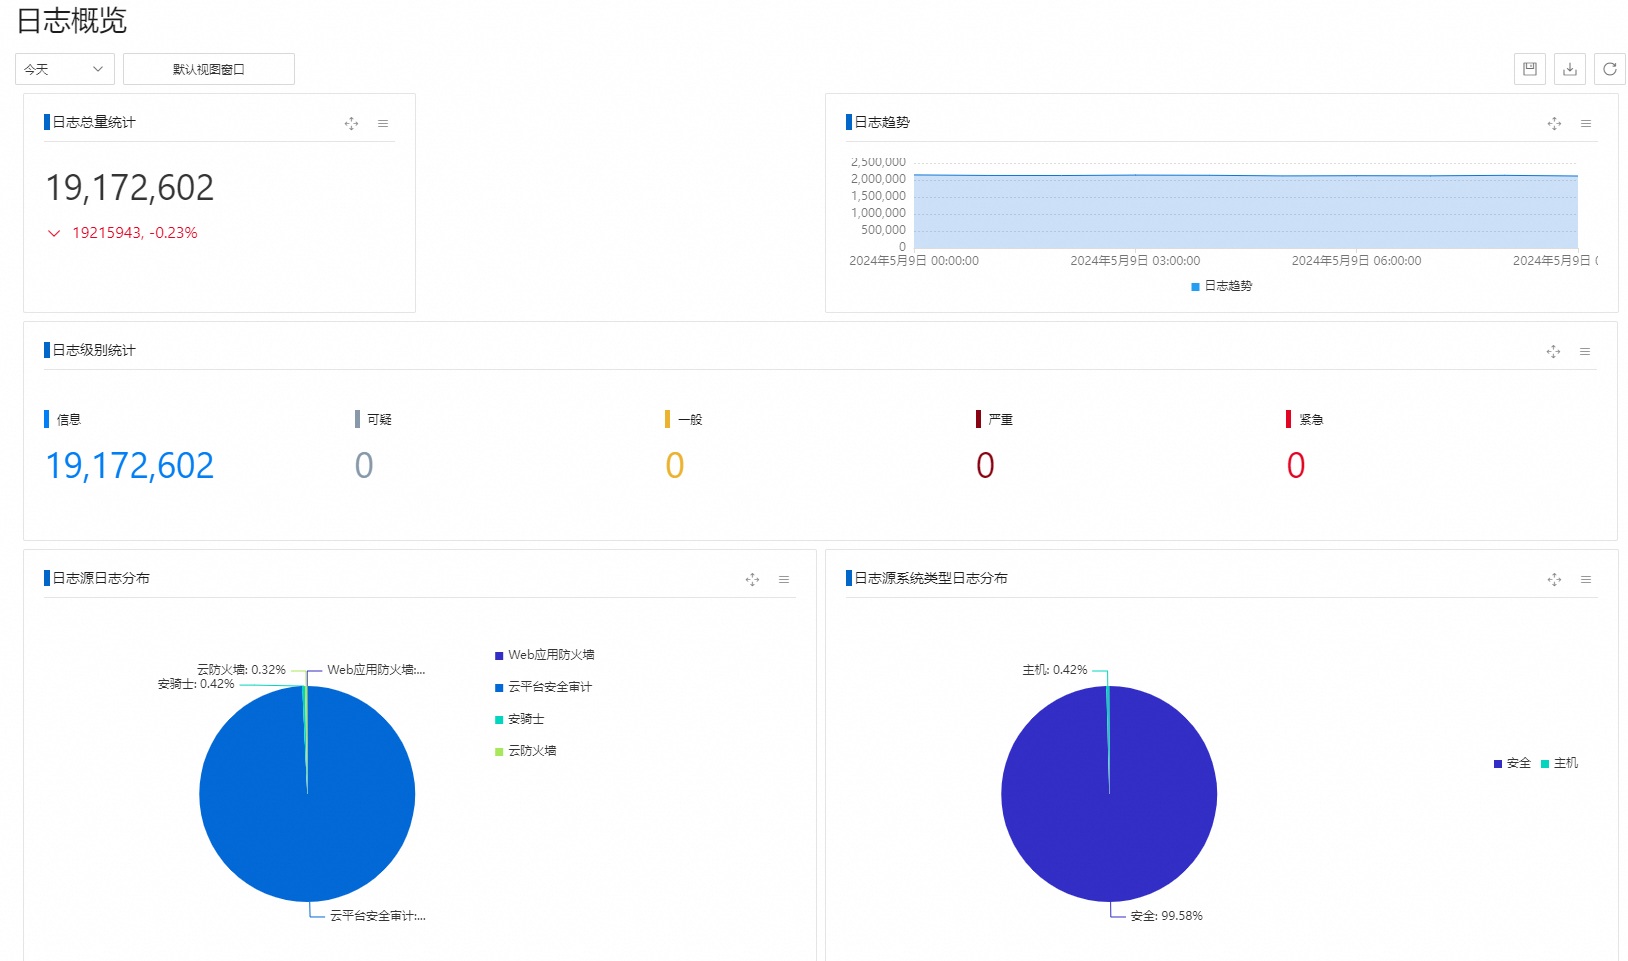 日志概览
今天
默认视图窗口
日志总量统计
19,172,602
19215943, -0.23%
日志趋势
2,500,000
2,000,000
1,500,000
1,000,000
500,000
0
2024年5月9日 00:00:00
2024年5月9日 03:00:00
2024年5月9日 06:00:00
2024年5月9日
日志趋势
日志级别统计
信息
19,172,602
可疑
0
一般
0
严重
0
紧急
0
日志源日志分布
云防火墙: 0.32%
Web应用防火墙:...
安骑士: 0.42%
云平台安全审计:...
Web应用防火墙
云平台安全审计
安骑士
云防火墙
日志源系统类型日志分布
主机: 0.42%
安全: 99.58%
安全
主机